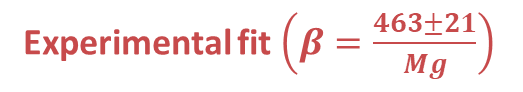 Experimental fit (β = 463±21 / Mg)